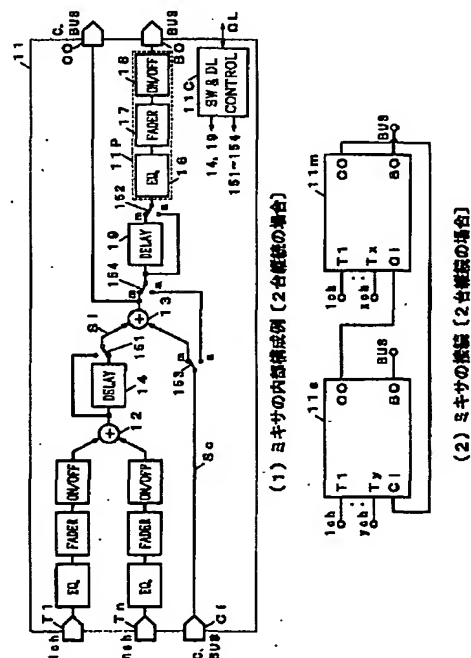 11
1ch
T1
EQ.
FADER
ON/OFF
nch
Tn
EQ.
FADER
ON/OFF
C.
BUS
CI
12
14
DELAY
151
SI
13
153
m
s
Sc
154
m
s
19
DELAY
152
m
s
11P
16
EQ
17
FADER
18
ON/OFF
C.
BUS
CO
BUS
BO
11C
SW & DL
CONTROL
14, 19
151~154
CL
(1) ミキサの内部構成例 [2台継続の場合]
11s
1ch
T1
ych
Ty
CI
CO
BO
BUS
11m
1ch
T1
xch
Tx
CI
CO
BO
BUS
(2) ミキサの接続 [2台継続の場合]